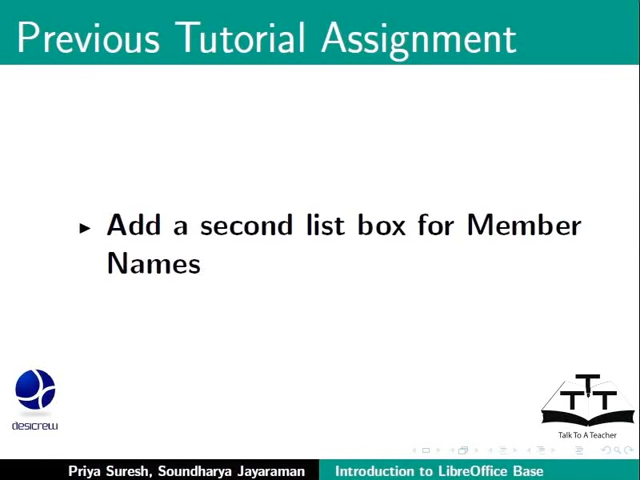 Previous Tutorial Assignment
Add a second list box for Member
Names
desicrew
T T T
Talk To A Teacher
Priya Suresh, Soundharya Jayaraman
Introduction to LibreOffice Base